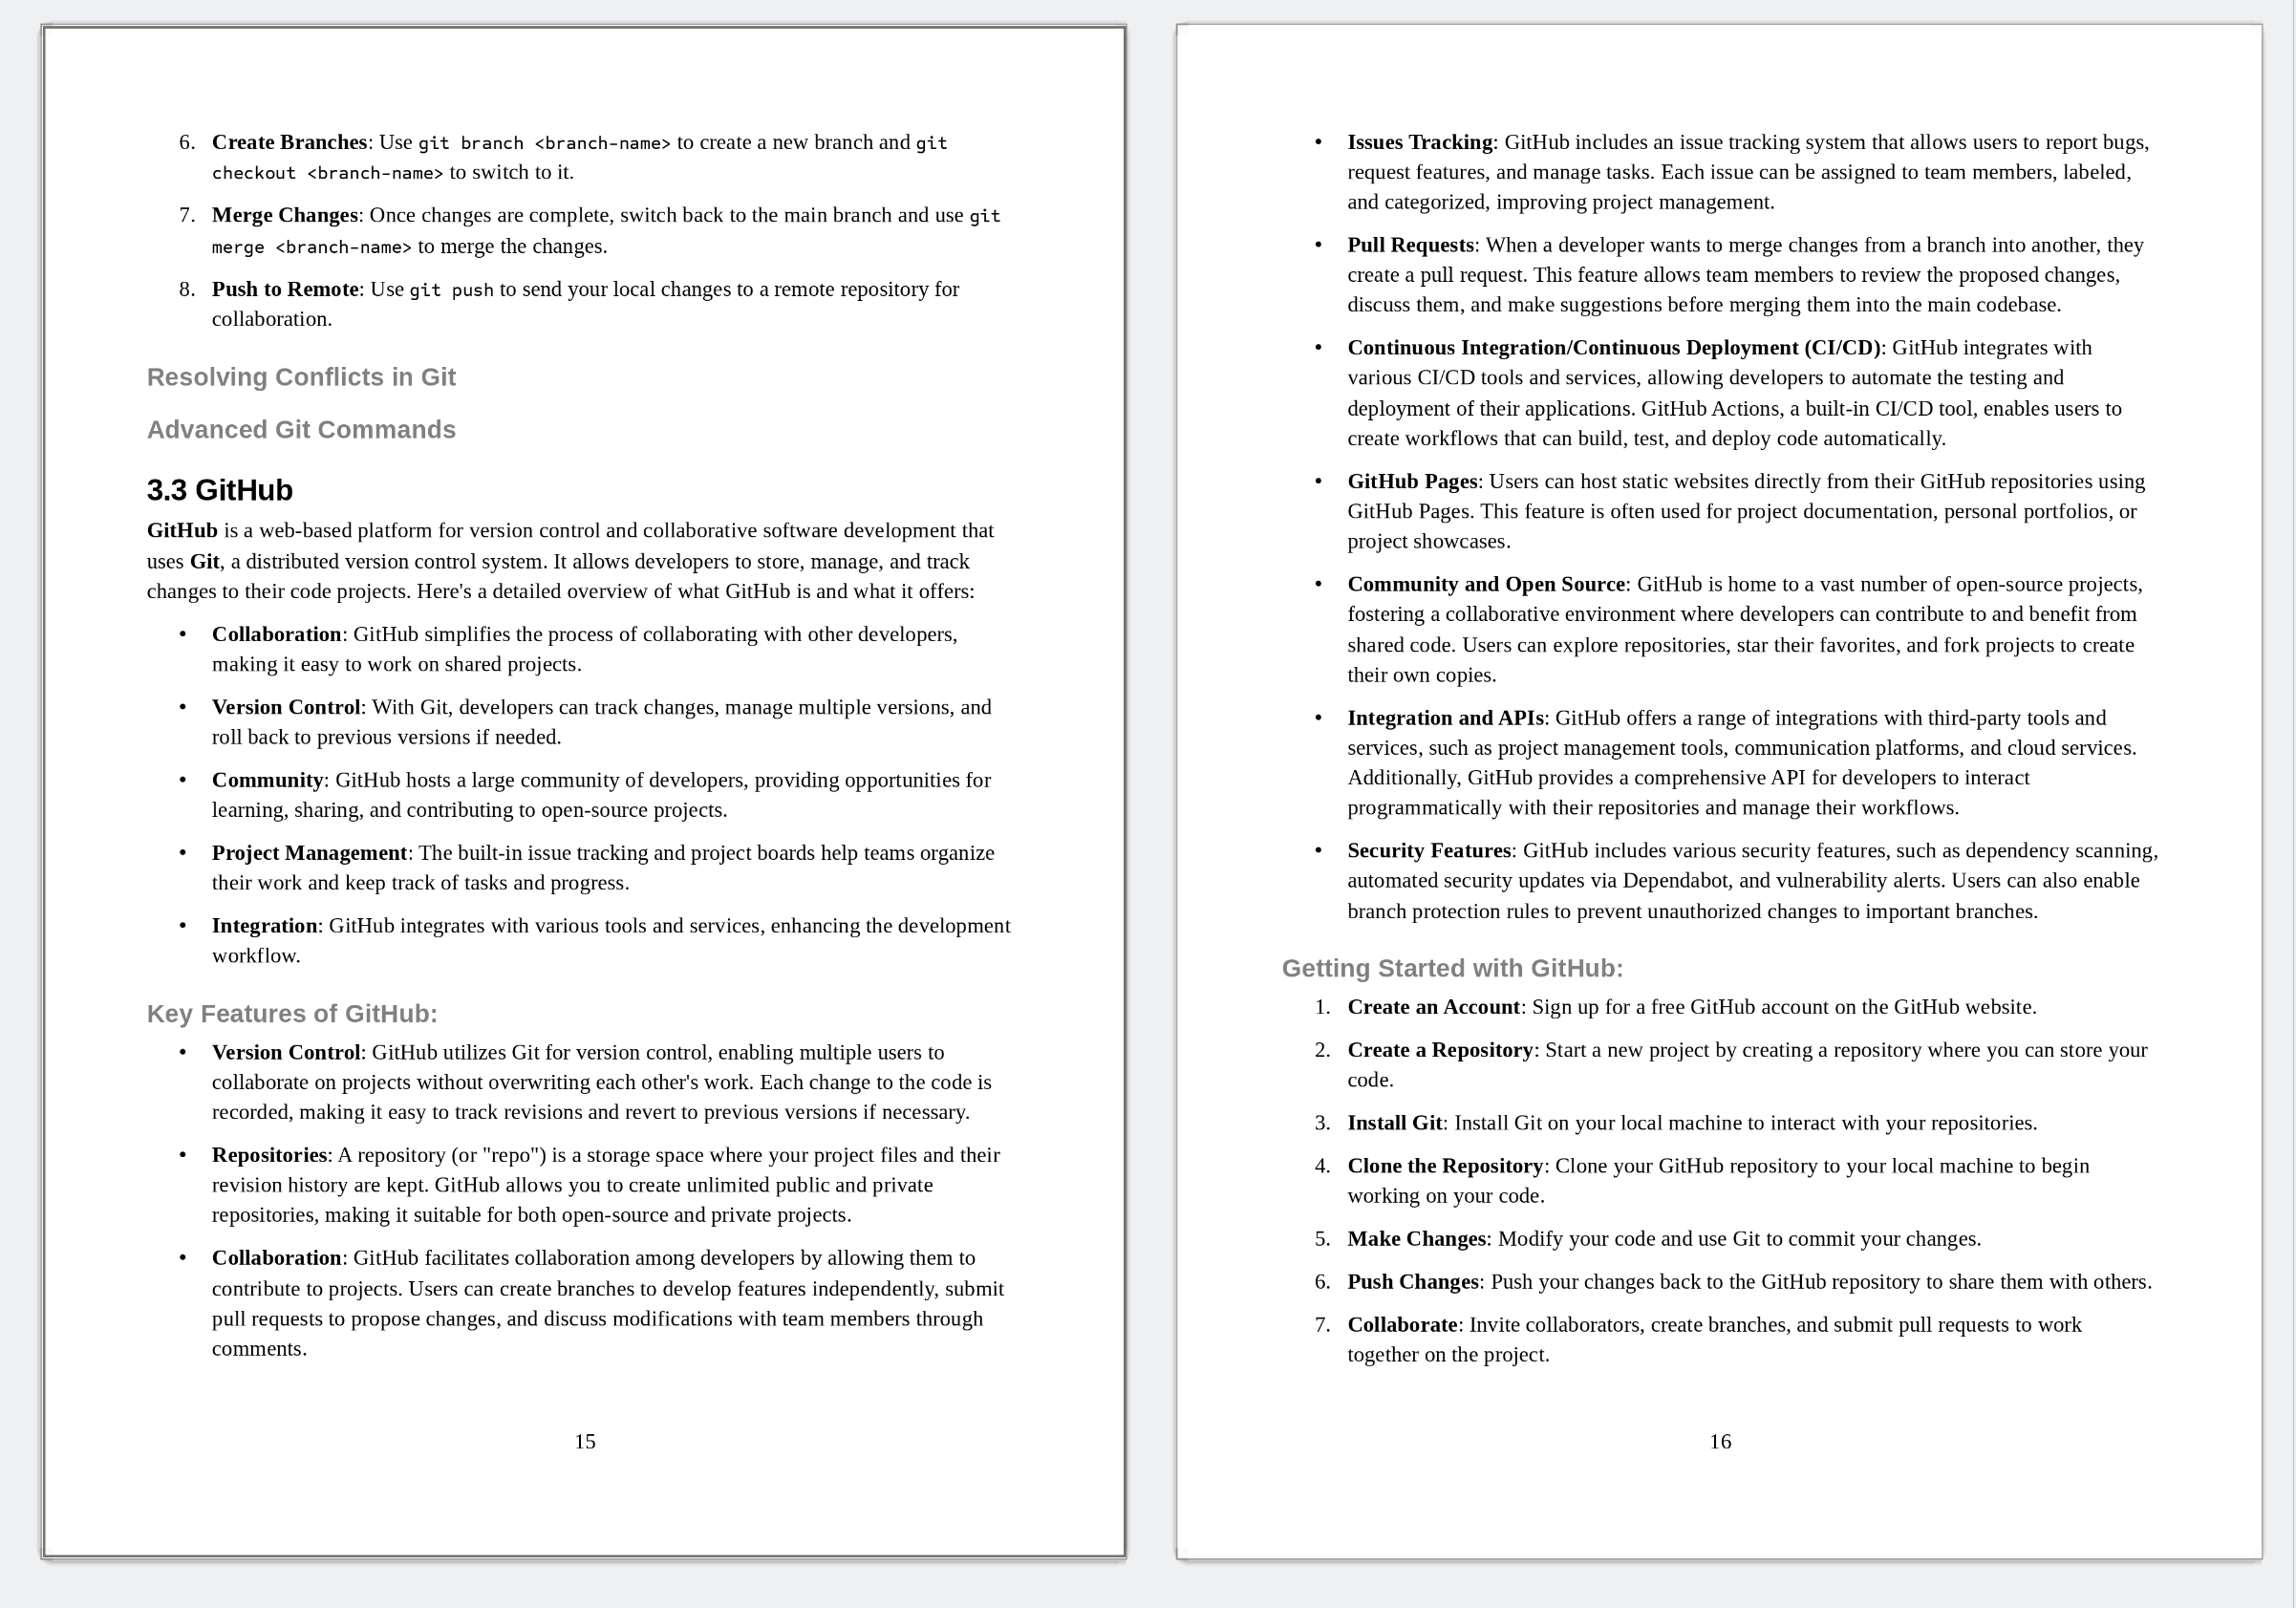 6. Create Branches: Use git branch <branch-name> to create a new branch and git
checkout <branch-name> to switch to it.
7. Merge Changes: Once changes are complete, switch back to the main branch and use git
merge <branch-name> to merge the changes.
8. Push to Remote: Use git push to send your local changes to a remote repository for
collaboration.
Resolving Conflicts in Git
Advanced Git Commands
3.3 GitHub
GitHub is a web-based platform for version control and collaborative software development that
uses Git, a distributed version control system. It allows developers to store, manage, and track
changes to their code projects. Here's a detailed overview of what GitHub is and what it offers:
• Collaboration: GitHub simplifies the process of collaborating with other developers,
making it easy to work on shared projects.
• Version Control: With Git, developers can track changes, manage multiple versions, and
roll back to previous versions if needed.
• Community: GitHub hosts a large community of developers, providing opportunities for
learning, sharing, and contributing to open-source projects.
• Project Management: The built-in issue tracking and project boards help teams organize
their work and keep track of tasks and progress.
• Integration: GitHub integrates with various tools and services, enhancing the development
workflow.
Key Features of GitHub:
• Version Control: GitHub utilizes Git for version control, enabling multiple users to
collaborate on projects without overwriting each other's work. Each change to the code is
recorded, making it easy to track revisions and revert to previous versions if necessary.
• Repositories: A repository (or "repo") is a storage space where your project files and their
revision history are kept. GitHub allows you to create unlimited public and private
repositories, making it suitable for both open-source and private projects.
• Collaboration: GitHub facilitates collaboration among developers by allowing them to
contribute to projects. Users can create branches to develop features independently, submit
pull requests to propose changes, and discuss modifications with team members through
comments.
15
• Issues Tracking: GitHub includes an issue tracking system that allows users to report bugs,
request features, and manage tasks. Each issue can be assigned to team members, labeled,
and categorized, improving project management.
• Pull Requests: When a developer wants to merge changes from a branch into another, they
create a pull request. This feature allows team members to review the proposed changes,
discuss them, and make suggestions before merging them into the main codebase.
• Continuous Integration/Continuous Deployment (CI/CD): GitHub integrates with
various CI/CD tools and services, allowing developers to automate the testing and
deployment of their applications. GitHub Actions, a built-in CI/CD tool, enables users to
create workflows that can build, test, and deploy code automatically.
• GitHub Pages: Users can host static websites directly from their GitHub repositories using
GitHub Pages. This feature is often used for project documentation, personal portfolios, or
project showcases.
• Community and Open Source: GitHub is home to a vast number of open-source projects,
fostering a collaborative environment where developers can contribute to and benefit from
shared code. Users can explore repositories, star their favorites, and fork projects to create
their own copies.
• Integration and APIs: GitHub offers a range of integrations with third-party tools and
services, such as project management tools, communication platforms, and cloud services.
Additionally, GitHub provides a comprehensive API for developers to interact
programmatically with their repositories and manage their workflows.
• Security Features: GitHub includes various security features, such as dependency scanning,
automated security updates via Dependabot, and vulnerability alerts. Users can also enable
branch protection rules to prevent unauthorized changes to important branches.
Getting Started with GitHub:
1. Create an Account: Sign up for a free GitHub account on the GitHub website.
2. Create a Repository: Start a new project by creating a repository where you can store your
code.
3. Install Git: Install Git on your local machine to interact with your repositories.
4. Clone the Repository: Clone your GitHub repository to your local machine to begin
working on your code.
5. Make Changes: Modify your code and use Git to commit your changes.
6. Push Changes: Push your changes back to the GitHub repository to share them with others.
7. Collaborate: Invite collaborators, create branches, and submit pull requests to work
together on the project.
16